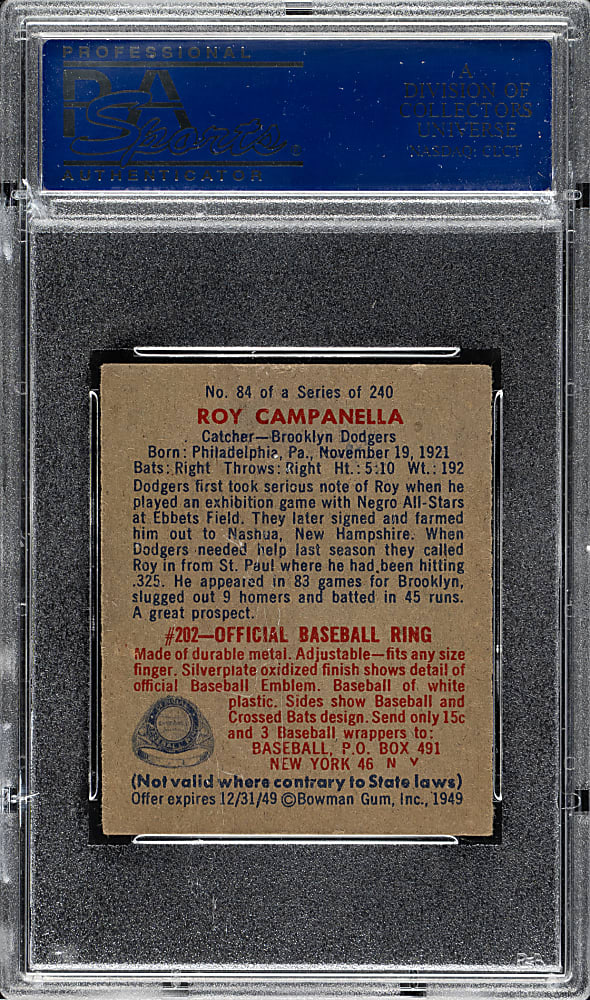 PROFESSIONAL
PSA
Sports®
AUTHENTICATOR
A
DIVISION OF
COLLECTORS
UNIVERSE
NASDAQ: CLCT
No. 84 of a Series of 240
ROY CAMPANELLA
Catcher—Brooklyn Dodgers
Born: Philadelphia, Pa., November 19, 1921
Bats: Right Throws: Right Ht.: 5:10 Wt.: 192
Dodgers first took serious note of Roy when he
played an exhibition game with Negro All-Stars
at Ebbets Field. They later signed and farmed
him out to Nashua, New Hampshire. When
Dodgers needed help last season they called
Roy in from St. Paul where he had been hitting
.325. He appeared in 83 games for Brooklyn,
slugged out 9 homers and batted in 45 runs.
A great prospect.
#202—OFFICIAL BASEBALL RING
Made of durable metal. Adjustable—fits any size
finger. Silverplate oxidized finish shows detail of
official Baseball Emblem. Baseball of white
plastic. Sides show Baseball and
Crossed Bats design. Send only 15c
and 3 Baseball wrappers to:
BASEBALL, P.O. BOX 491
NEW YORK 46 N Y
(Not valid where contrary to State laws)
Offer expires 12/31/49 ©Bowman Gum, Inc., 1949
PSA